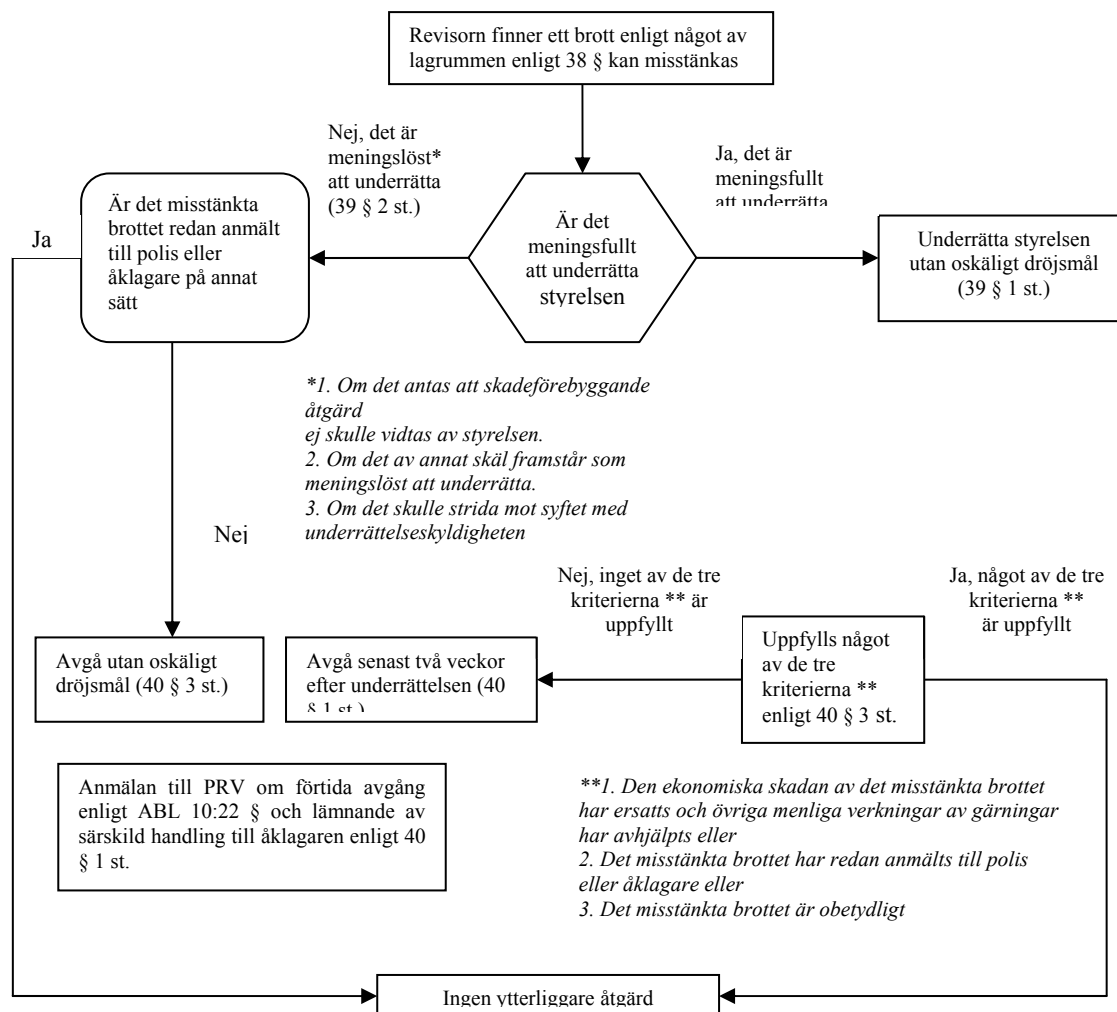 Revisorn finner ett brott enligt något av
lagrummen enligt 38 § kan misstänkas
Nej, det är
meningslöst*
att underrätta
(39 § 2 st.)
Ja, det är
meningsfullt
att underrätta
Ja
Är det misstänkta
brottet redan anmält
till polis eller
åklagare på annat
sätt
Är det
meningsfullt
att underrätta
styrelsen
Underrätta styrelsen
utan oskäligt dröjsmål
(39 § 1 st.)
*1. Om det antas att skadeförebyggande
åtgärd
ej skulle vidtas av styrelsen.
2. Om det av annat skäl framstår som
meningslöst att underrätta.
3. Om det skulle strida mot syftet med
underrättelseskyldigheten
Nej
Nej, inget av de tre
kriterierna ** är
uppfyllt
Ja, något av de tre
kriterierna **
är uppfyllt
Avgå utan oskäligt
dröjsmål (40 § 3 st.)
Avgå senast två veckor
efter underrättelsen (40
§ 1 st.)
Uppfylls något
av de tre
kriterierna **
enligt 40 § 3 st.
Anmälan till PRV om förtida avgång
enligt ABL 10:22 § och lämnande av
särskild handling till åklagaren enligt 40
§ 1 st.
**1. Den ekonomiska skadan av det misstänkta brottet
har ersatts och övriga menliga verkningar av gärningar
har avhjälpts eller
2. Det misstänkta brottet har redan anmälts till polis
eller åklagare eller
3. Det misstänkta brottet är obetydligt
Ingen ytterliggare åtgärd